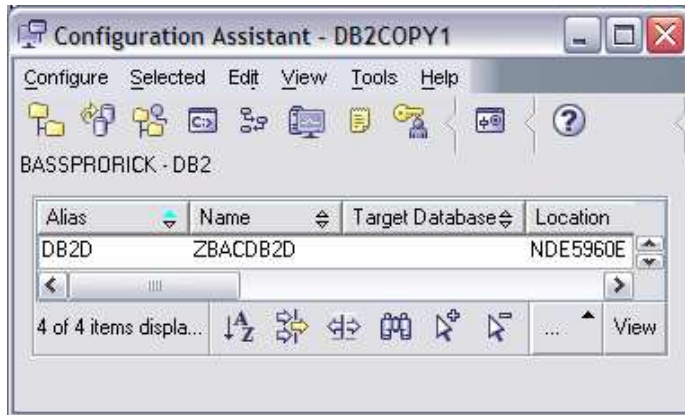 Configuration Assistant - DB2COPY1
Configure Selected Edit View Tools Help
BASSPRORICK - DB2
Alias Name Target Database Location
DB2D ZBACDB2D NDE5960E
4 of 4 items displa... ... View